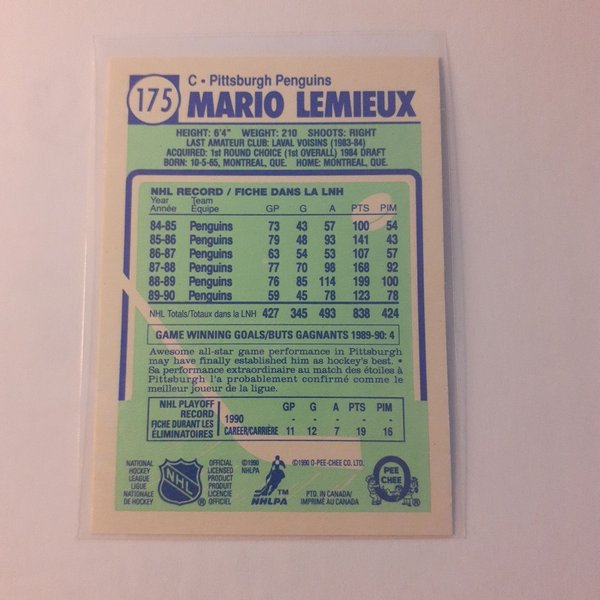 175
C • Pittsburgh Penguins
MARIO LEMIEUX
HEIGHT: 6'4" WEIGHT: 210 SHOOTS: RIGHT
LAST AMATEUR CLUB: LAVAL VOISINS (1983-84)
ACQUIRED: 1st ROUND CHOICE (1st OVERALL) 1984 DRAFT
BORN: 10-5-65, MONTREAL, QUE. HOME: MONTREAL, QUE.
NHL RECORD / FICHE DANS LA LNH
Year Team
Année Équipe GP G A PTS PIM
84-85 Penguins 73 43 57 100 54
85-86 Penguins 79 48 93 141 43
86-87 Penguins 63 54 53 107 57
87-88 Penguins 77 70 98 168 92
88-89 Penguins 76 85 114 199 100
89-90 Penguins 59 45 78 123 78
NHL Totals/Totaux dans la LNH 427 345 493 838 424
GAME WINNING GOALS/BUTS GAGNANTS 1989-90: 4
Awesome all-star game performance in Pittsburgh
may have finally established him as hockey's best. •
Sa performance extraordinaire au match des étoiles à
Pittsburgh l'a probablement confirmé comme le
meilleur joueur de la ligue.
NHL PLAYOFF RECORD
FICHE DURANT LES ÉLIMINATOIRES
GP G A PTS PIM
1990 - - - - -
CAREER/CARRIÈRE 11 12 7 19 16
NATIONAL HOCKEY LEAGUE
LIGUE NATIONALE DE HOCKEY
NHL ®
OFFICIAL LICENSED PRODUCT
PRODUIT LICENCIÉ OFFICIEL
©1990 NHLPA
NHLPA ™
©1990 O-PEE-CHEE CO. LTD.
PTD. IN CANADA/
IMPRIMÉ AU CANADA
O PEE CHEE ®